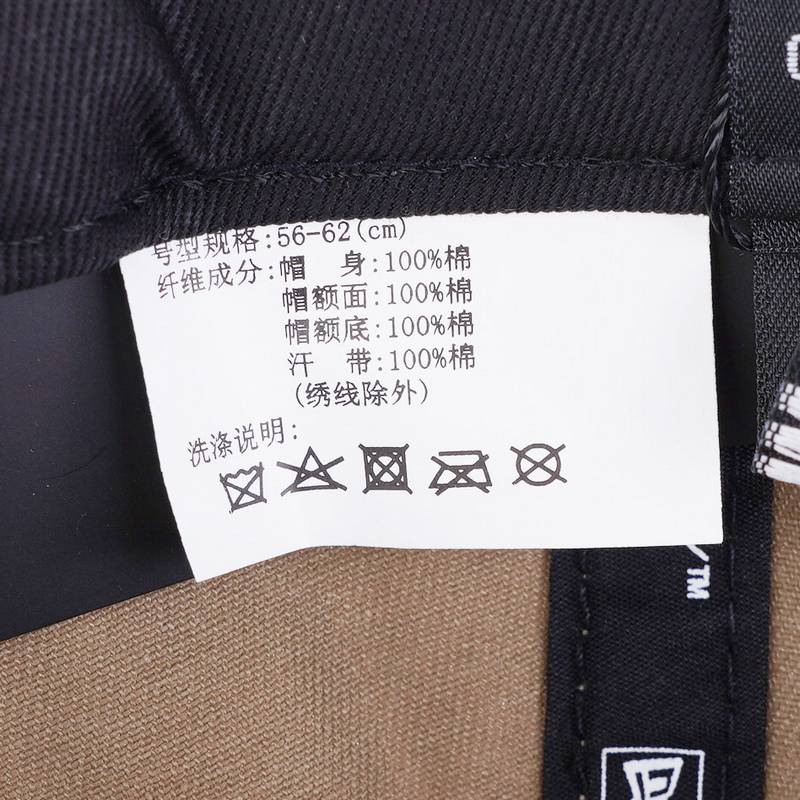 号型规格:56-62(cm)
纤维成分:帽 身:100%棉
帽额面:100%棉
帽额底:100%棉
汗 带:100%棉
(绣线除外)
洗涤说明:
TM